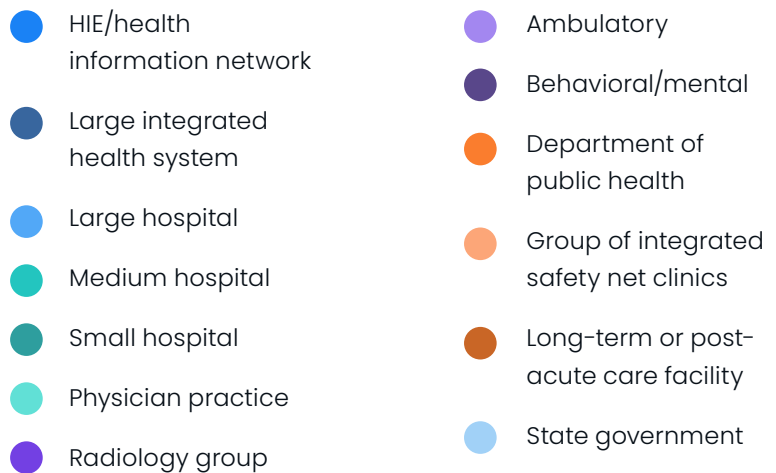 HIE/health
information network
Large integrated
health system
Large hospital
Medium hospital
Small hospital
Physician practice
Radiology group
Ambulatory
Behavioral/mental
Department of
public health
Group of integrated
safety net clinics
Long-term or post-
acute care facility
State government